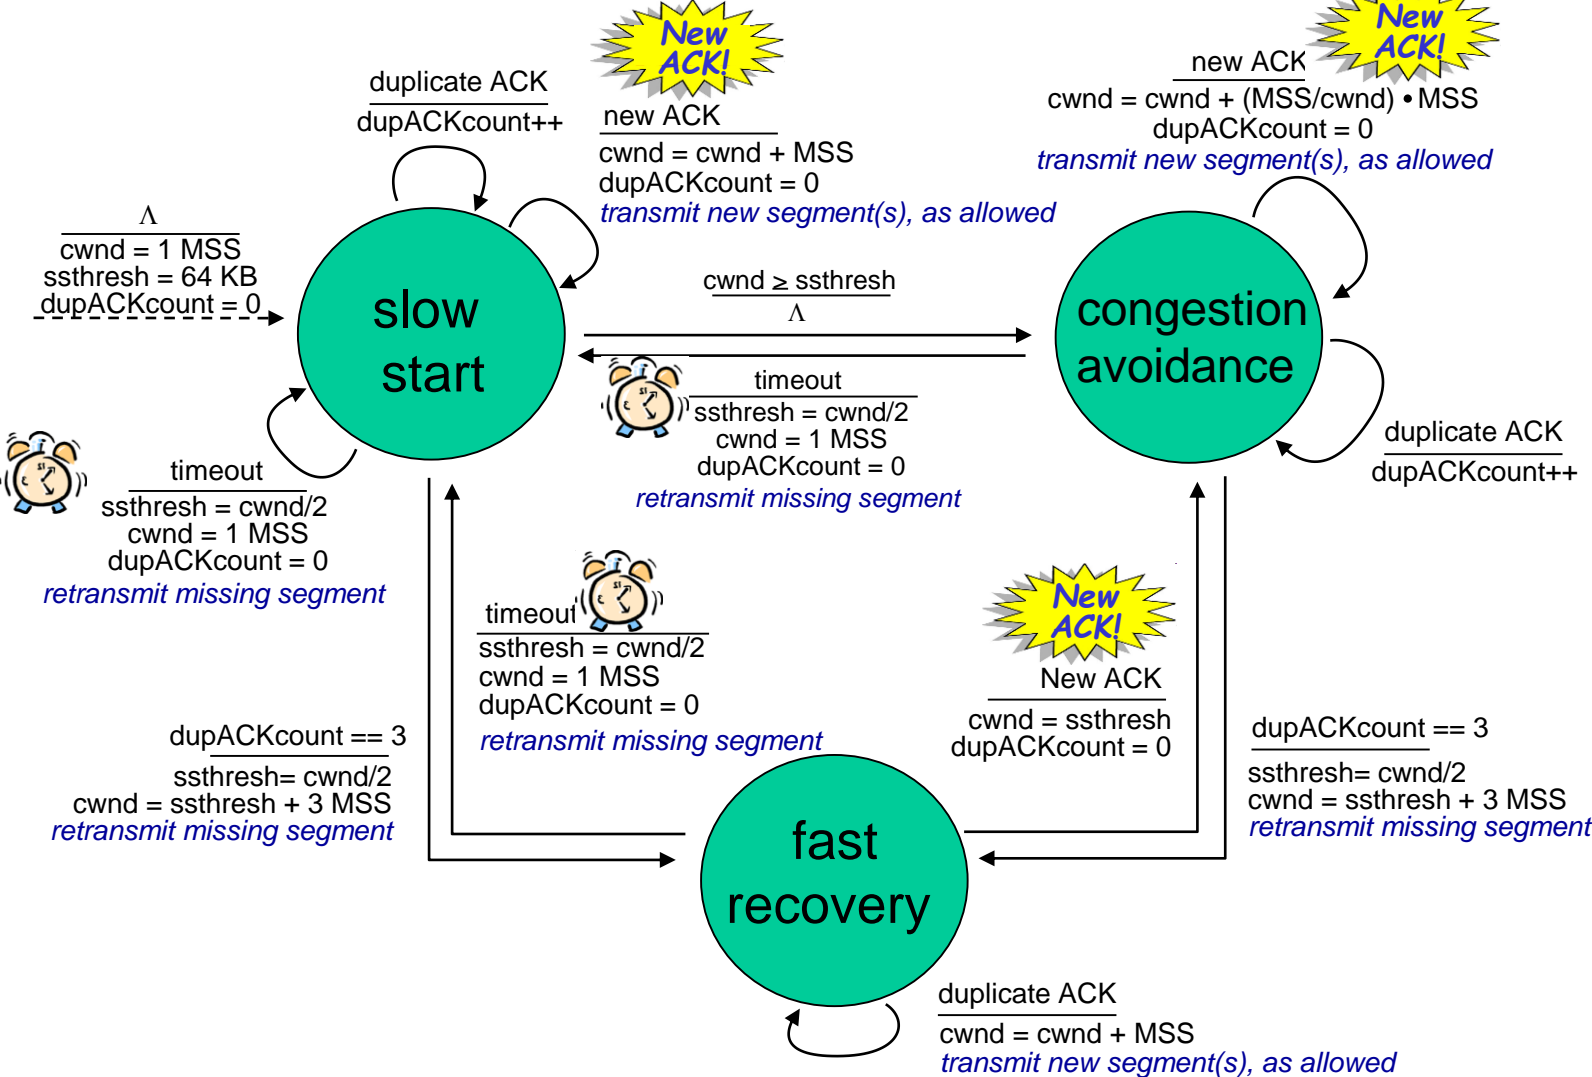 New
ACK!
duplicate ACK
dupACKcount++
new ACK
cwnd = cwnd + MSS
dupACKcount = 0
transmit new segment(s), as allowed
New
ACK!
new ACK
cwnd = cwnd + (MSS/cwnd) • MSS
dupACKcount = 0
transmit new segment(s), as allowed
Λ
cwnd = 1 MSS
ssthresh = 64 KB
dupACKcount = 0
slow
start
cwnd ≥ ssthresh
Λ
congestion
avoidance
timeout
ssthresh = cwnd/2
cwnd = 1 MSS
dupACKcount = 0
retransmit missing segment
duplicate ACK
dupACKcount++
timeout
ssthresh = cwnd/2
cwnd = 1 MSS
dupACKcount = 0
retransmit missing segment
timeout
ssthresh = cwnd/2
cwnd = 1 MSS
dupACKcount = 0
retransmit missing segment
New
ACK!
New ACK
cwnd = ssthresh
dupACKcount = 0
dupACKcount == 3
ssthresh= cwnd/2
cwnd = ssthresh + 3 MSS
retransmit missing segment
dupACKcount == 3
ssthresh= cwnd/2
cwnd = ssthresh + 3 MSS
retransmit missing segment
fast
recovery
duplicate ACK
cwnd = cwnd + MSS
transmit new segment(s), as allowed